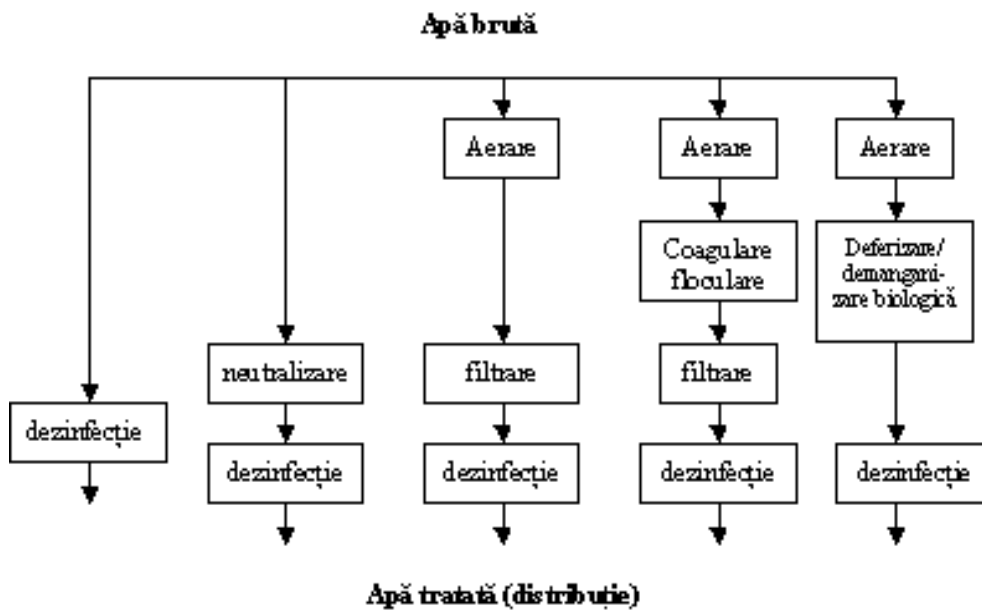 Apă brută
Aerare
Aerare
Aerare
Coagulare
floculare
Deferizare/
demangani-
zare biologică
neutralizare
filtrare
filtrare
dezinfecție
dezinfecție
dezinfecție
dezinfecție
dezinfecție
Apă tratată (distribuție)